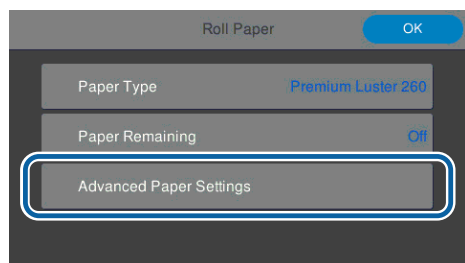 Roll Paper OK
Paper Type Premium Luster 260
Paper Remaining Off
Advanced Paper Settings